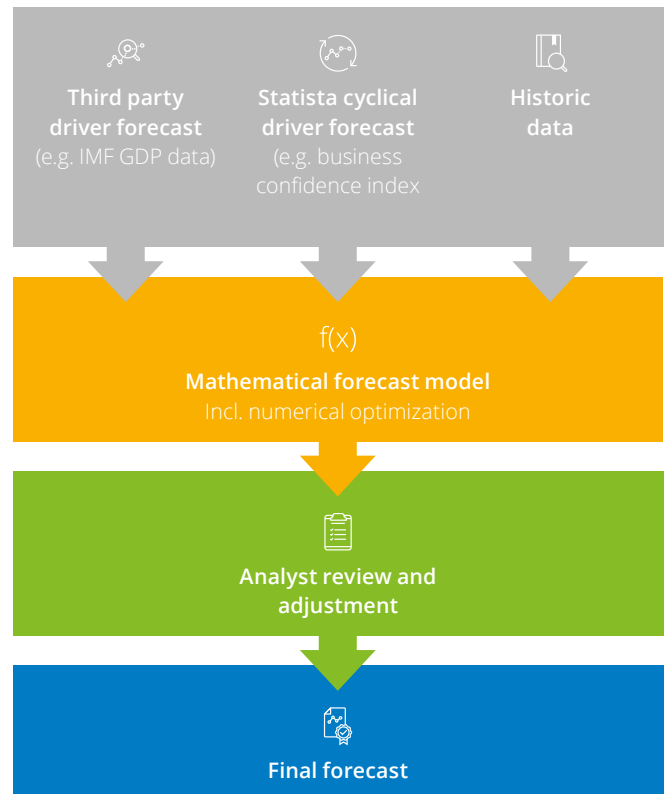 Third party
driver forecast
(e.g. IMF GDP data)
Statista cyclical
driver forecast
(e.g. business
confidence index
Historic
data
f(x)
Mathematical forecast model
Incl. numerical optimization
Analyst review and
adjustment
Final forecast